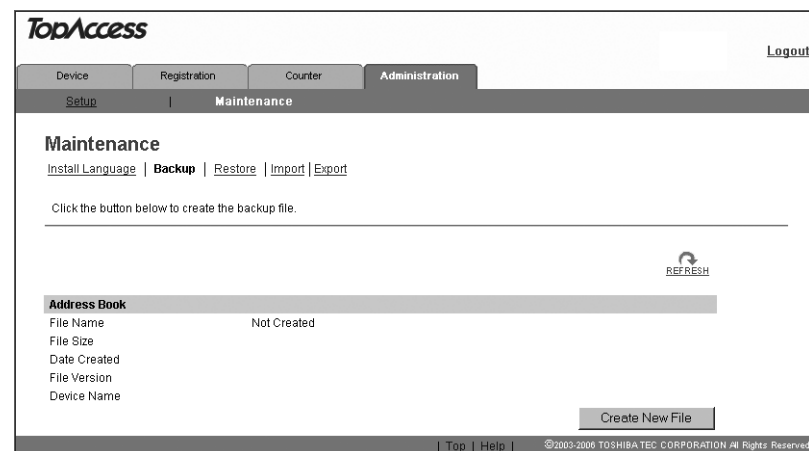 TopAccess
Logout
Device Registration Counter Administration
Setup | Maintenance
Maintenance
Install Language | Backup | Restore | Import | Export
Click the button below to create the backup file.
REFRESH
Address Book
File Name Not Created
File Size
Date Created
File Version
Device Name
Create New File
| Top | Help | ©2003-2006 TOSHIBA TEC CORPORATION All Rights Reserved